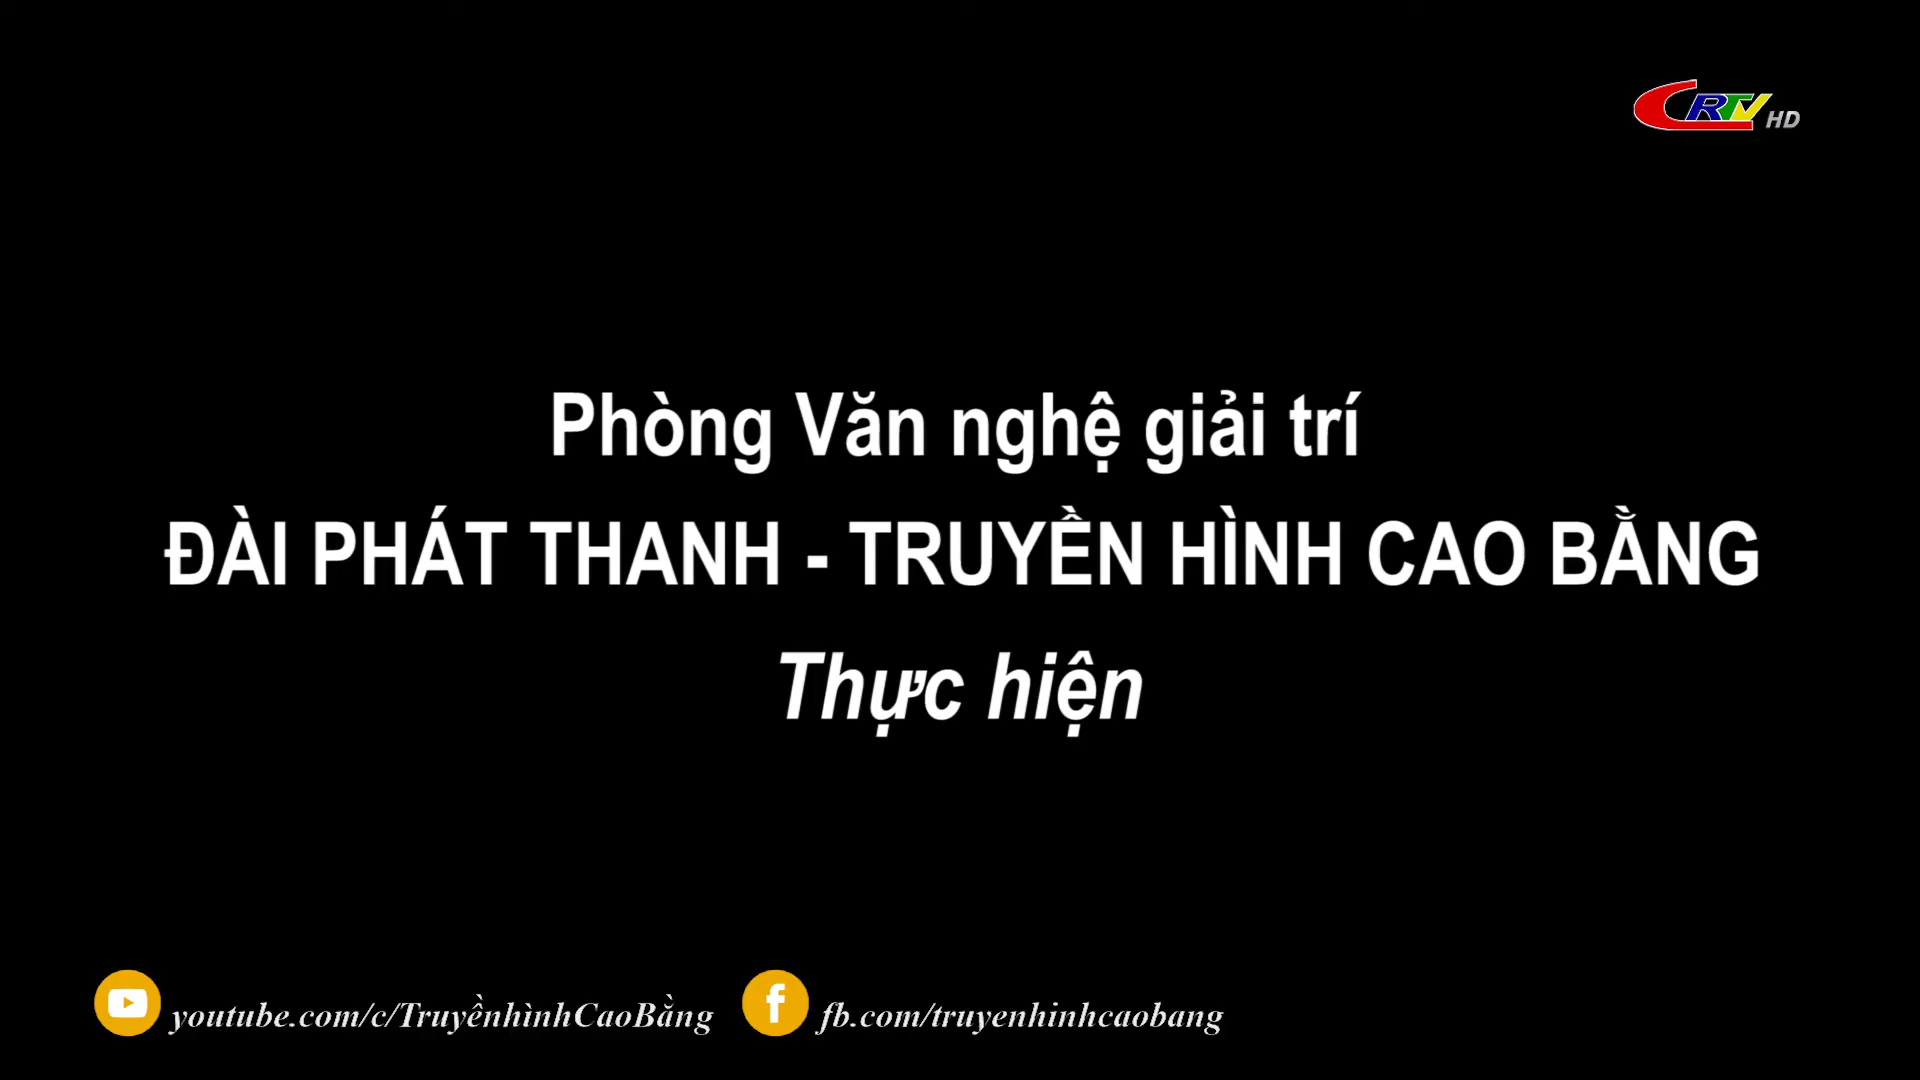 CRTV HD
Phòng Văn nghệ giải trí
ĐÀI PHÁT THANH - TRUYỀN HÌNH CAO BẰNG
Thực hiện
youtube.com/c/TruyềnhìnhCaoBằng
fb.com/truyenhinhcaobang